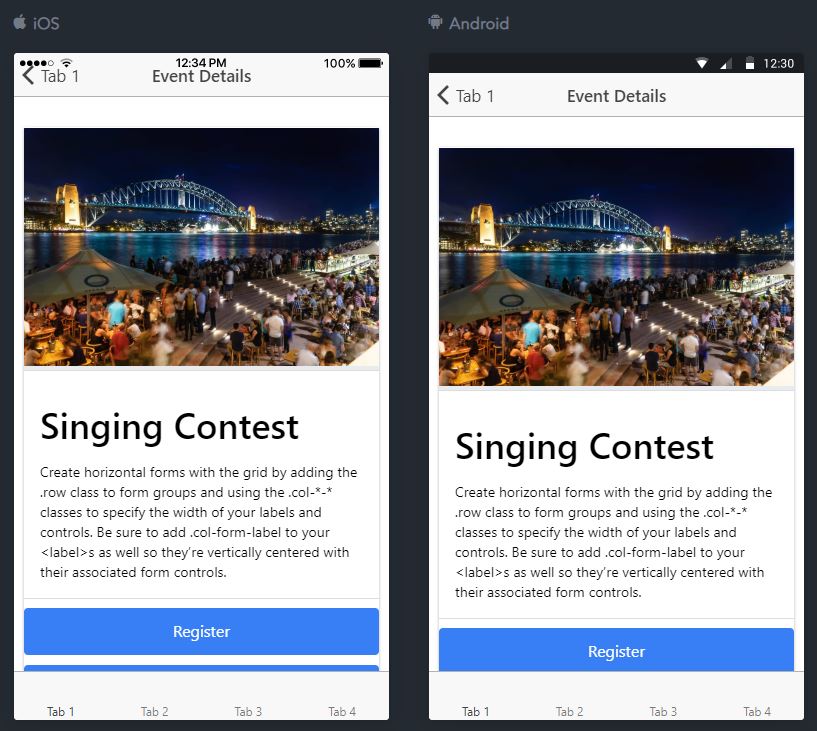 iOS
12:34 PM 100%
Tab 1 Event Details
Singing Contest
Create horizontal forms with the grid by adding the
.row class to form groups and using the .col-*-*
classes to specify the width of your labels and
controls. Be sure to add .col-form-label to your
<label>s as well so they’re vertically centered with
their associated form controls.
Register
Tab 1 Tab 2 Tab 3 Tab 4
Android
12:30
Tab 1 Event Details
Singing Contest
Create horizontal forms with the grid by adding the
.row class to form groups and using the .col-*-*
classes to specify the width of your labels and
controls. Be sure to add .col-form-label to your
<label>s as well so they’re vertically centered with
their associated form controls.
Register
Tab 1 Tab 2 Tab 3 Tab 4